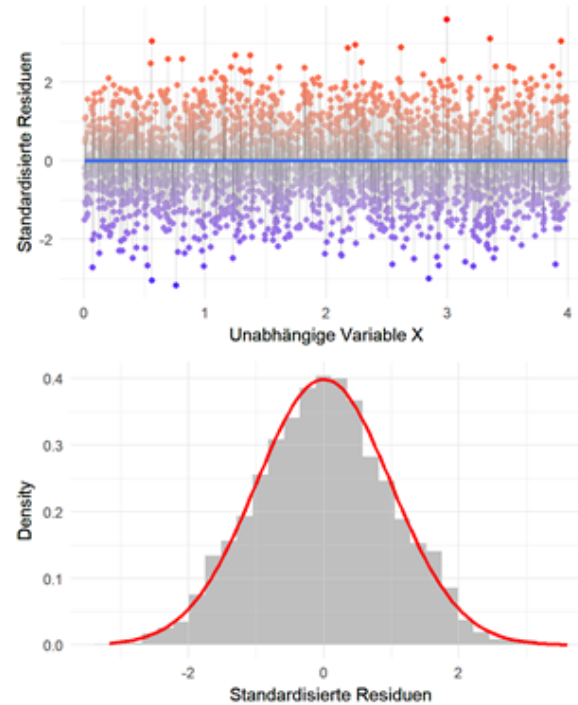 Standardisierte Residuen
2
0
-2
0 1 2 3 4
Unabhängige Variable X
Density
0.4
0.3
0.2
0.1
0.0
-2 0 2
Standardisierte Residuen